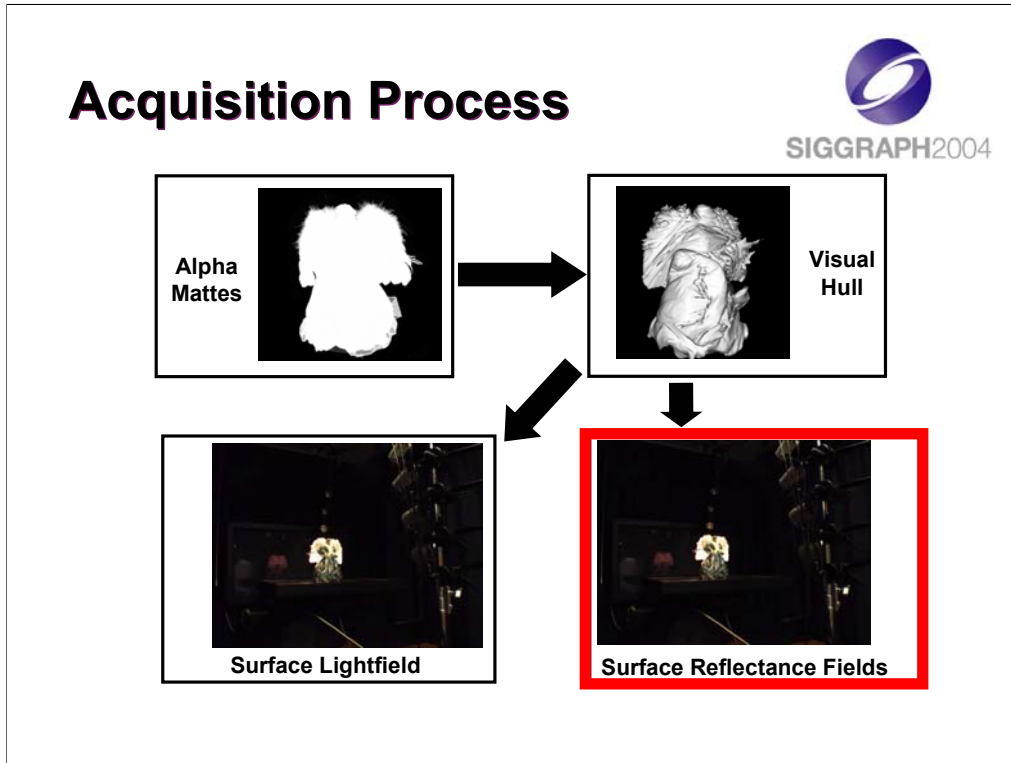 Acquisition Process
SIGGRAPH2004
Alpha
Mattes
Visual
Hull
Surface Lightfield
Surface Reflectance Fields